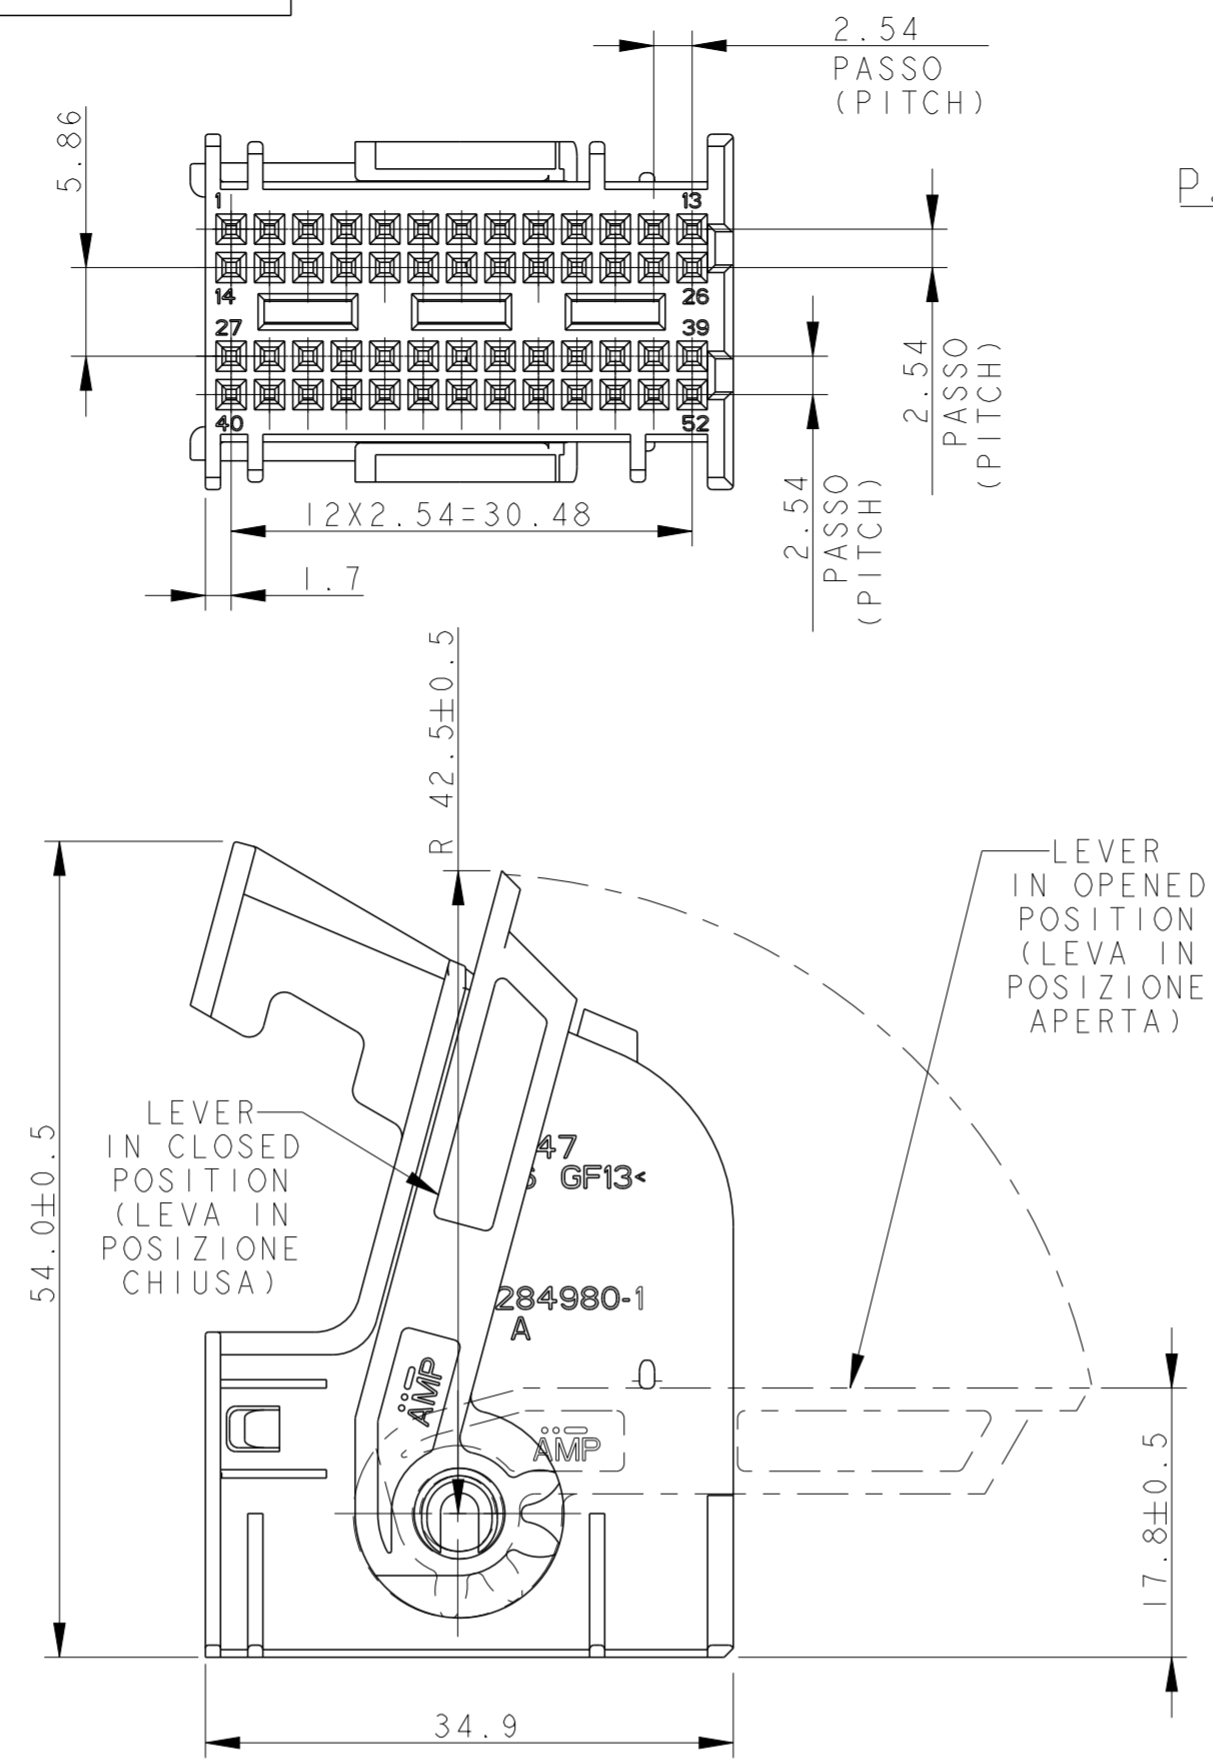 2.54
PASSO
(PITCH)
5.86
P.
1
13
14
26
27
39
40
52
2.54
PASSO
(PITCH)
2.54
PASSO
(PITCH)
12X2.54=30.48
1.7
R 42.5±0.5
LEVER
IN OPENED
POSITION
(LEVA IN
POSIZIONE
APERTA)
54.0±0.5
LEVER
IN CLOSED
POSITION
(LEVA IN
POSIZIONE
CHIUSA)
47
GF13<
284980-1
A
AMP
AMP
17.8±0.5
34.9